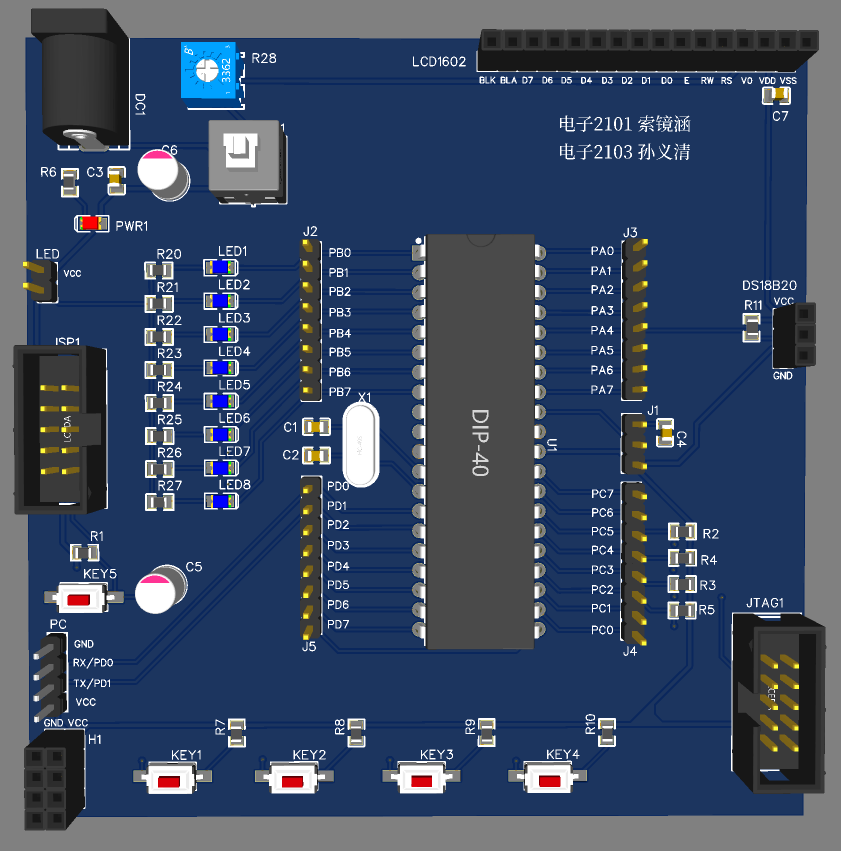 DC1
R28
LCD1602
BLK BLA D7 D6 D5 D4 D3 D2 D1 D0 E RW RS V0 VDD VSS
C7
电子2101 索镜涵
电子2103 孙义清
3362
1
C6
R6
C3
PWR1
LED
VCC
R20
LED1
R21
LED2
R22
LED3
R23
LED4
R24
LED5
R25
LED6
R26
LED7
R27
LED8
J2
PB0
PB1
PB2
PB3
PB4
PB5
PB6
PB7
J3
PA0
PA1
PA2
PA3
PA4
PA5
PA6
PA7
DS18B20
VCC
R11
GND
ISP1
X1
C1
C2
DIP-40
U1
J1
C4
PD0
PD1
PD2
PD3
PD4
PD5
PD6
PD7
J5
PC7
PC6
PC5
PC4
PC3
PC2
PC1
PC0
J4
R2
R4
R3
R5
R1
KEY5
C5
PC
GND
RX/PD0
TX/PD1
VCC
GND VCC
H1
JTAG1
R7
R8
R9
R10
KEY1
KEY2
KEY3
KEY4